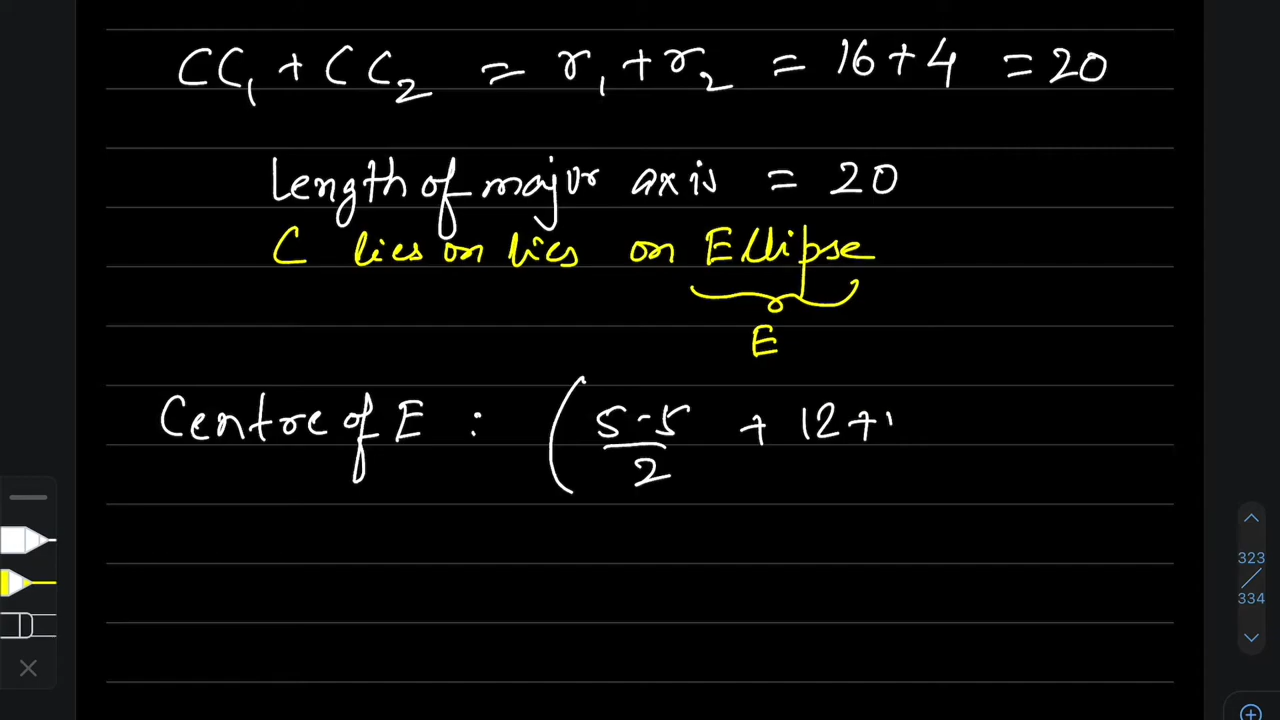 CC₁ + CC₂ = r₁ + r₂ = 16 + 4 = 20
Length of major axis = 20
C lies on lies on Ellipse
E
Centre of E : ( 5-5/2 + 12 + 1
323
334